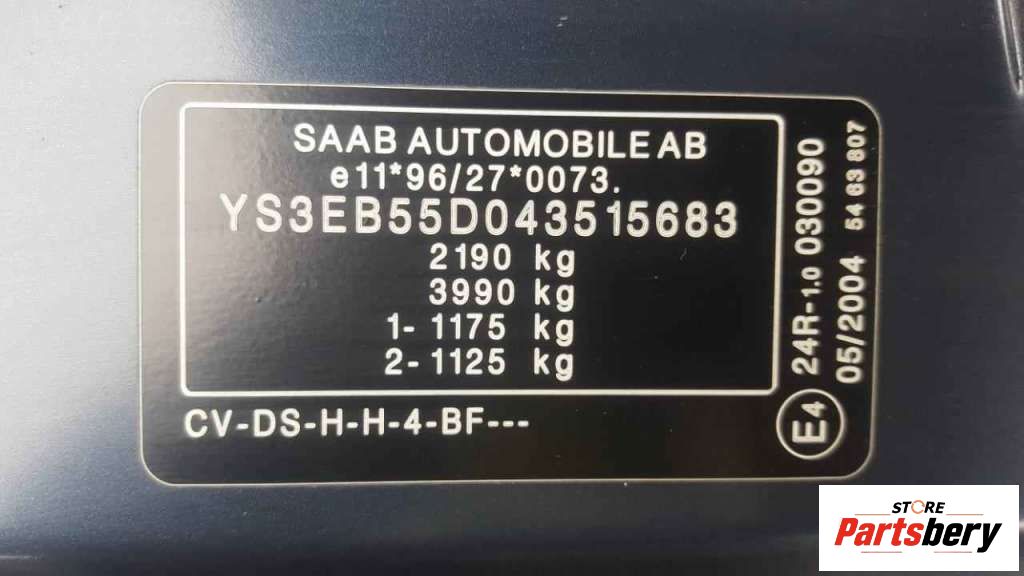 SAAB AUTOMOBILE AB
e11*96/27*0073.
YS3EB55D043515683
2190 kg
3990 kg
1- 1175 kg
2- 1125 kg
CV-DS-H-H-4-BF---
E4 24R-1.0 030090
05/2004 54 63 807
STORE
Partsbery